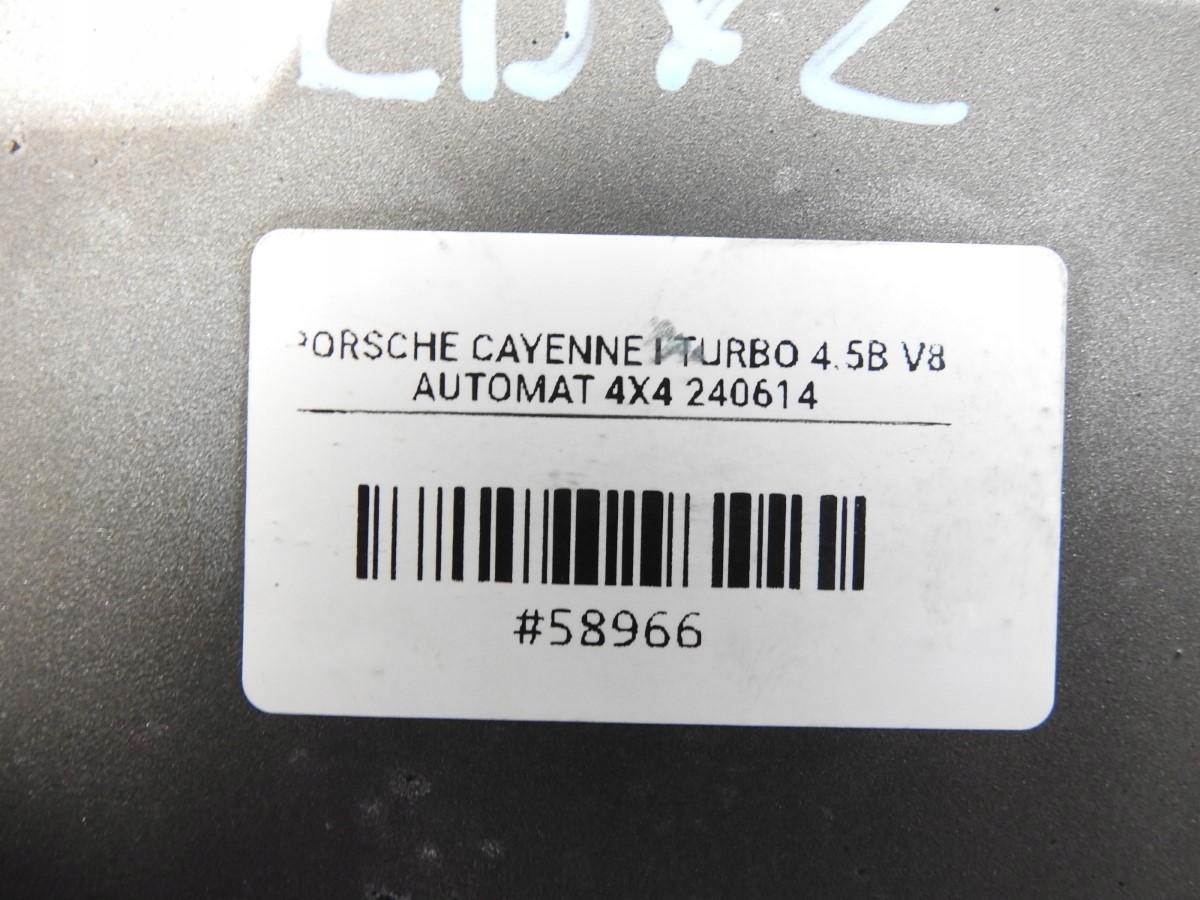 PORSCHE CAYENNE I TURBO 4.5B V8
AUTOMAT 4X4 240614
#58966